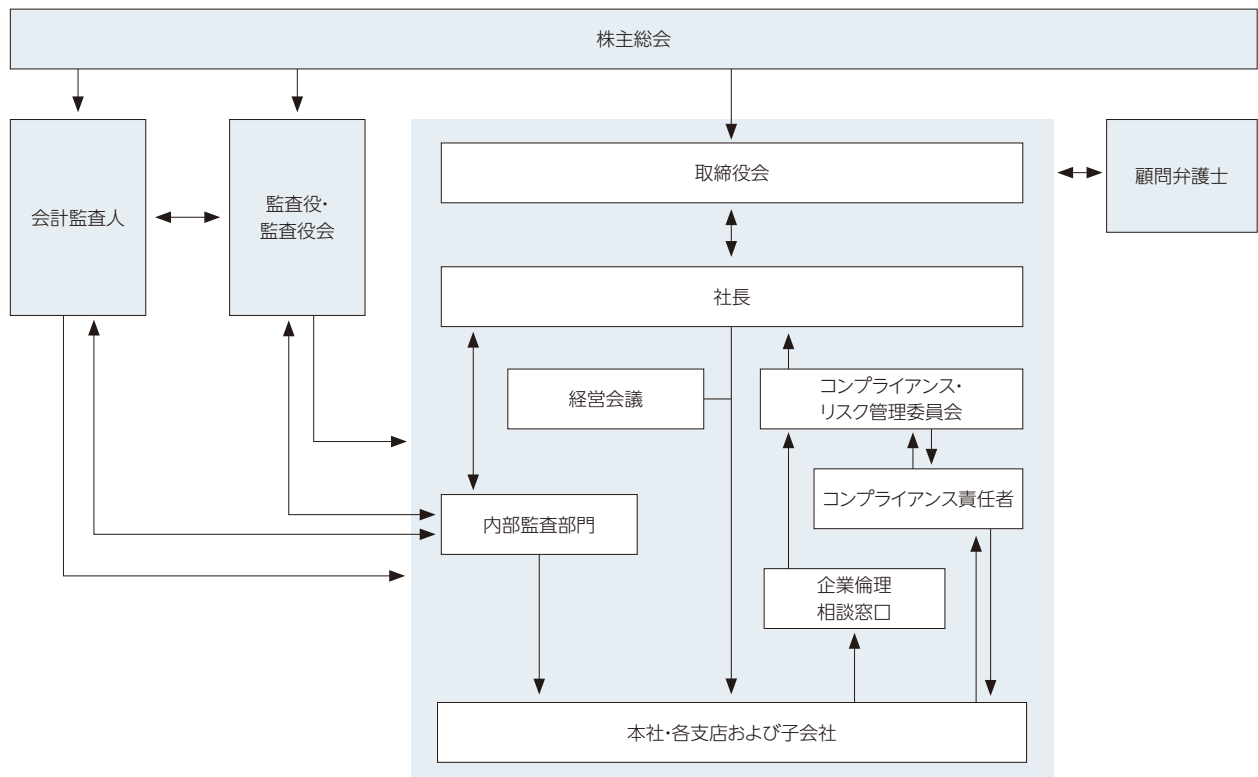 株主総会
会計監査人
監査役・
監査役会
取締役会
顧問弁護士
社長
経営会議
コンプライアンス・
リスク管理委員会
コンプライアンス責任者
内部監査部門
企業倫理
相談窓口
本社・各支店および子会社